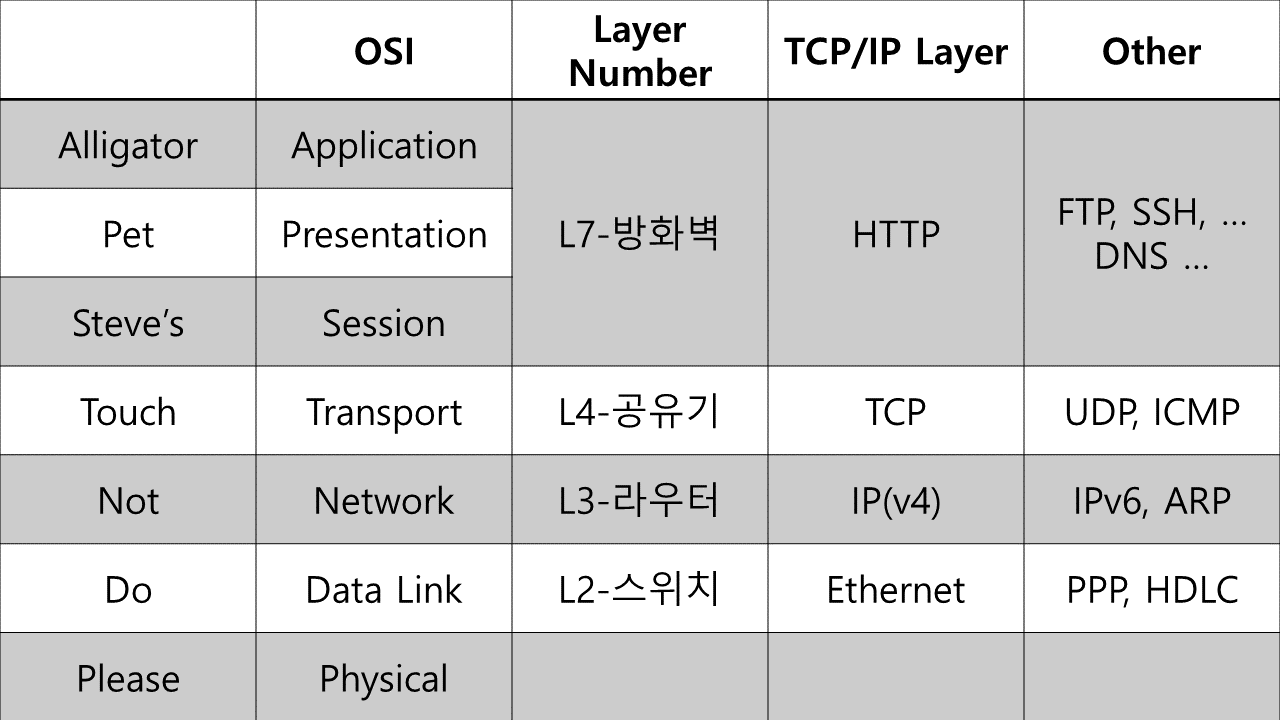 OSI
Layer
Number
TCP/IP Layer
Other
Alligator
Application
L7-방화벽
HTTP
FTP, SSH, ...
DNS ...
Pet
Presentation
Steve’s
Session
Touch
Transport
L4-공유기
TCP
UDP, ICMP
Not
Network
L3-라우터
IP(v4)
IPv6, ARP
Do
Data Link
L2-스위치
Ethernet
PPP, HDLC
Please
Physical